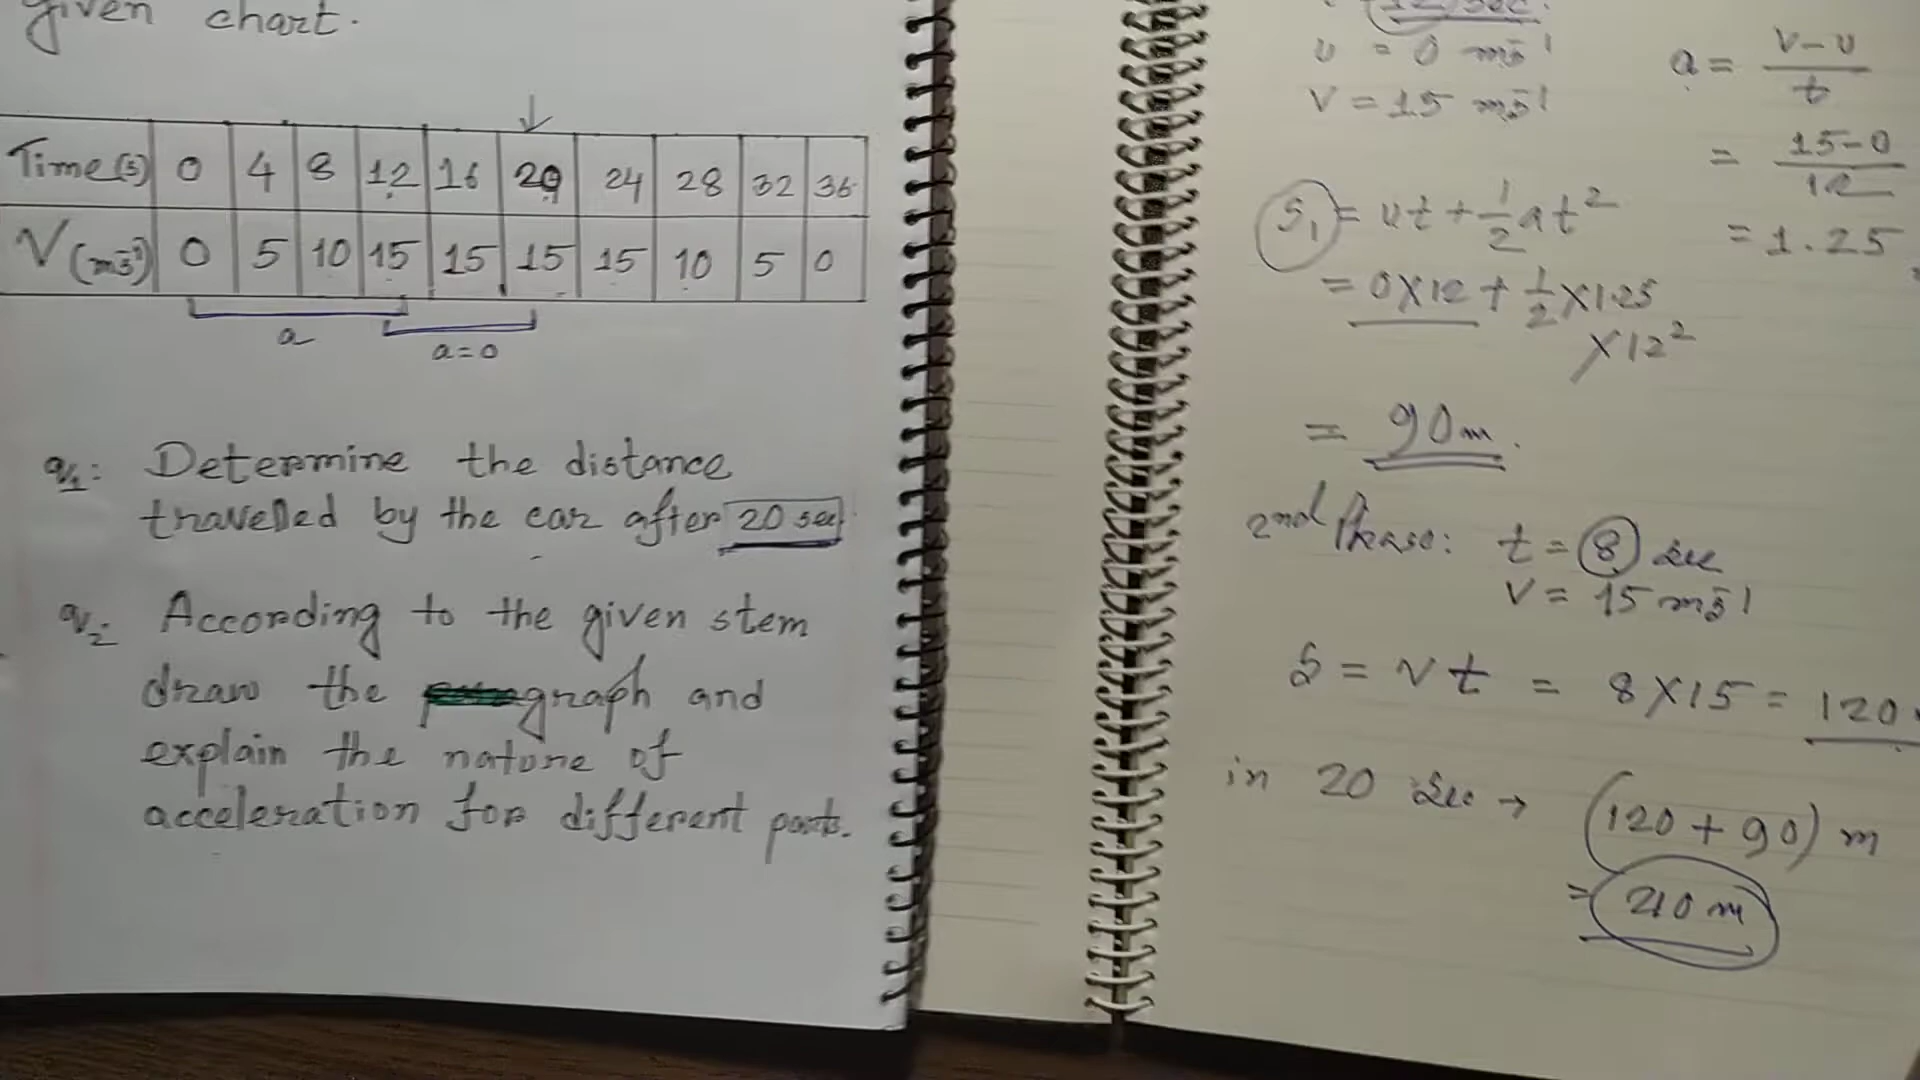 given chart.
Time(s) 0 4 8 12 16 20 24 28 32 36
V(ms⁻¹) 0 5 10 15 15 15 15 10 5 0
a
a=0
q1: Determine the distance
travelled by the car after 20 sec
q2 According to the given stem
draw the graph and
explain the nature of
acceleration for different parts.
u = 0 ms⁻¹
V = 15 ms⁻¹
a = (v-u)/t
= (15-0)/12
= 1.25
S₁ = ut + 1/2 at²
= 0×12 + 1/2 ×1.25
×12²
= 90m.
2nd Phase: t = 8 sec
V = 15 ms⁻¹
S = vt = 8×15 = 120
in 20 sec → (120+90) m
= 210 m